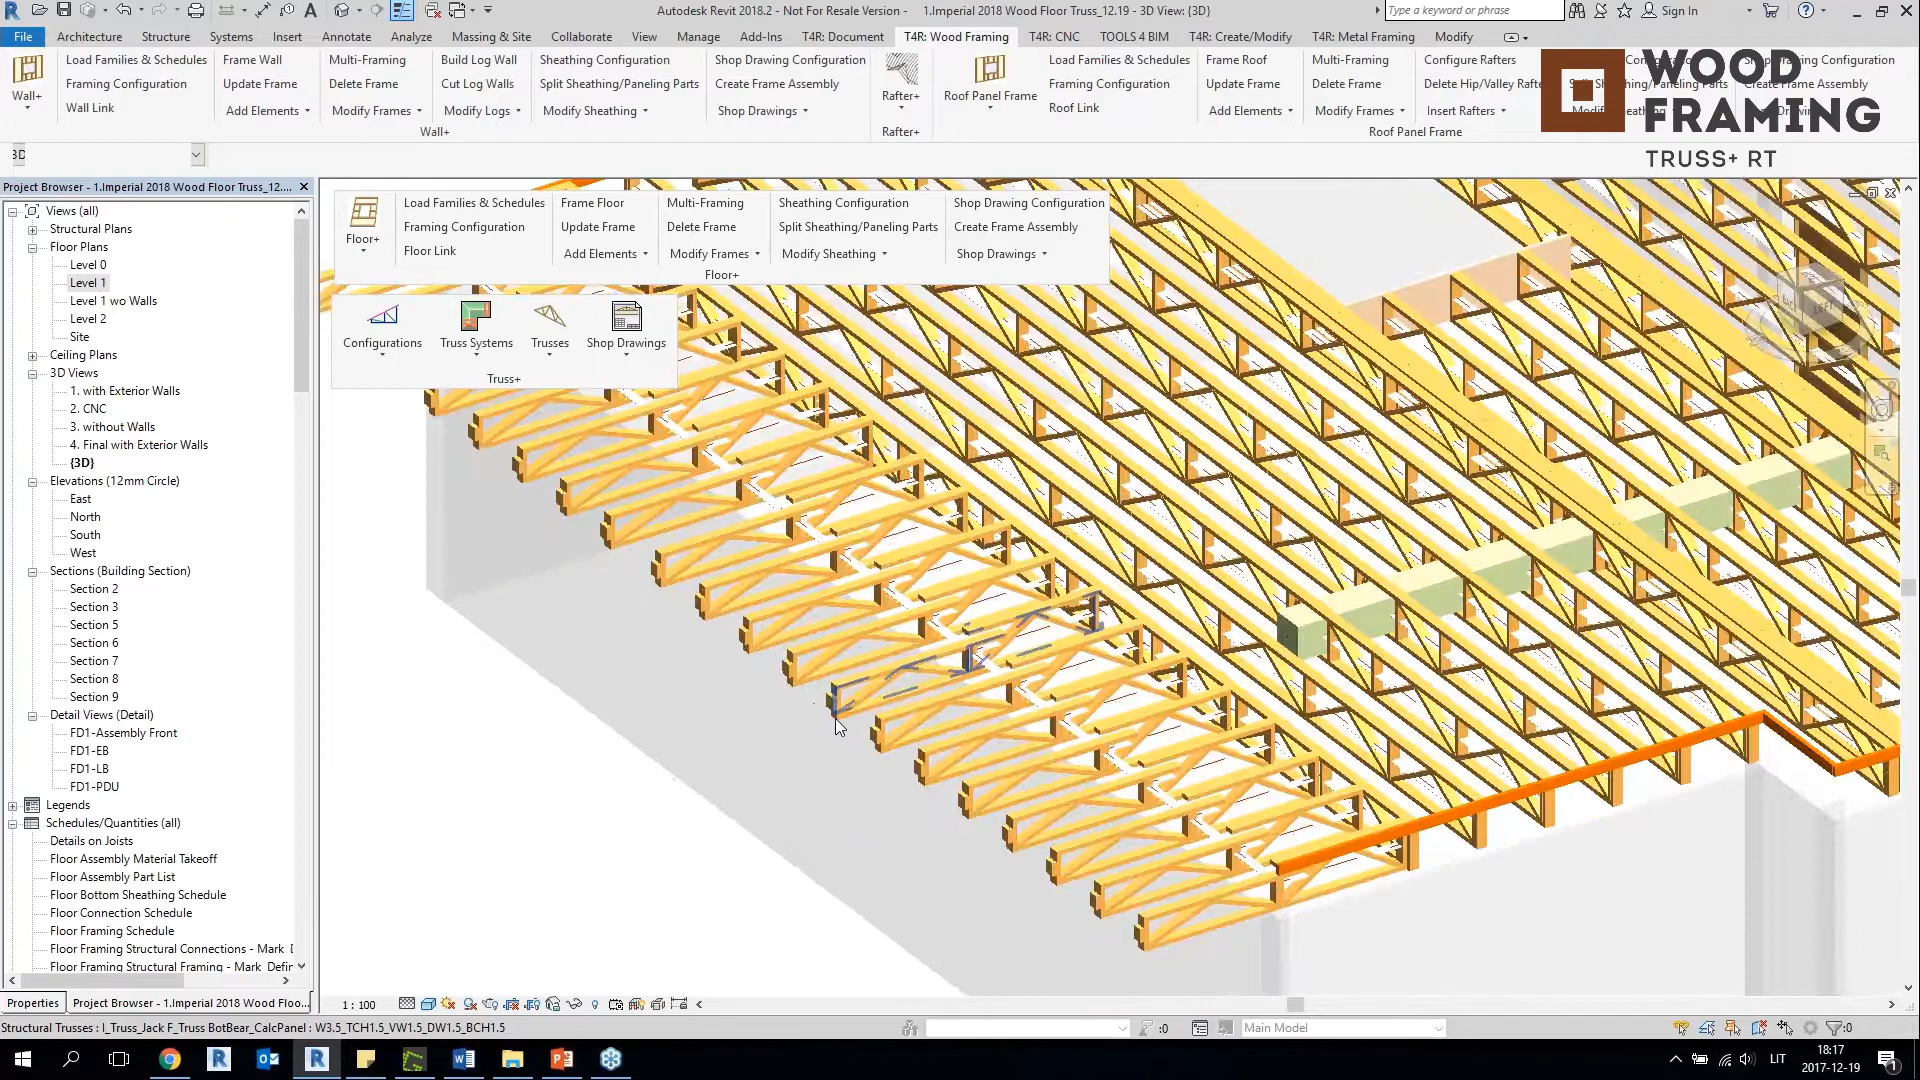 Autodesk Revit 2018.2 - Not For Resale Version - 1.Imperial 2018 Wood Floor Truss_12.19 - 3D View: {3D}
Type a keyword or phrase
Sign In
File Architecture Structure Systems Insert Annotate Analyze Massing & Site Collaborate View Manage Add-Ins T4R: Document T4R: Wood Framing T4R: CNC TOOLS 4 BIM T4R: Create/Modify T4R: Metal Framing Modify
Load Families & Schedules Frame Wall Multi-Framing Build Log Wall Sheathing Configuration Shop Drawing Configuration Load Families & Schedules Frame Roof Multi-Framing Configure Rafters
Framing Configuration Update Frame Delete Frame Cut Log Walls Split Sheathing/Paneling Parts Create Frame Assembly Framing Configuration Update Frame Delete Frame Delete Hip/Valley
Wall+ Rafter+ Roof Panel Frame
Wall Link Add Elements Modify Frames Modify Logs Modify Sheathing Shop Drawings Roof Link Add Elements Modify Frames Insert Rafters
Wall+ Rafter+ Roof Panel Frame
WOOD
FRAMING
TRUSS+ RT
3D
Project Browser - 1.Imperial 2018 Wood Floor Truss_12....
Views (all)
Structural Plans
Floor Plans
Level 0
Level 1
Level 1 wo Walls
Level 2
Site
Ceiling Plans
3D Views
1. with Exterior Walls
2. CNC
3. without Walls
4. Final with Exterior Walls
{3D}
Elevations (12mm Circle)
East
North
South
West
Sections (Building Section)
Section 2
Section 3
Section 5
Section 6
Section 7
Section 8
Section 9
Detail Views (Detail)
FD1-Assembly Front
FD1-EB
FD1-LB
FD1-PDU
Legends
Schedules/Quantities (all)
Details on Joists
Floor Assembly Material Takeoff
Floor Assembly Part List
Floor Bottom Sheathing Schedule
Floor Connection Schedule
Floor Framing Schedule
Floor Framing Structural Connections - Mark
Floor Framing Structural Framing - Mark
Properties Project Browser - 1.Imperial 2018 Wood Floo...
Load Families & Schedules Frame Floor Multi-Framing Sheathing Configuration Shop Drawing Configuration
Framing Configuration Update Frame Delete Frame Split Sheathing/Paneling Parts Create Frame Assembly
Floor+
Floor Link Add Elements Modify Frames Modify Sheathing Shop Drawings
Floor+
Configurations Truss Systems Trusses Shop Drawings
Truss+
LEFT
1 : 100
Structural Trusses : I_Truss_Jack F_Truss BotBear_CalcPanel : W3.5_TCH1.5_VW1.5_DW1.5_BCH1.5
:0
Main Model
:0
LIT
18:17
2017-12-19
1